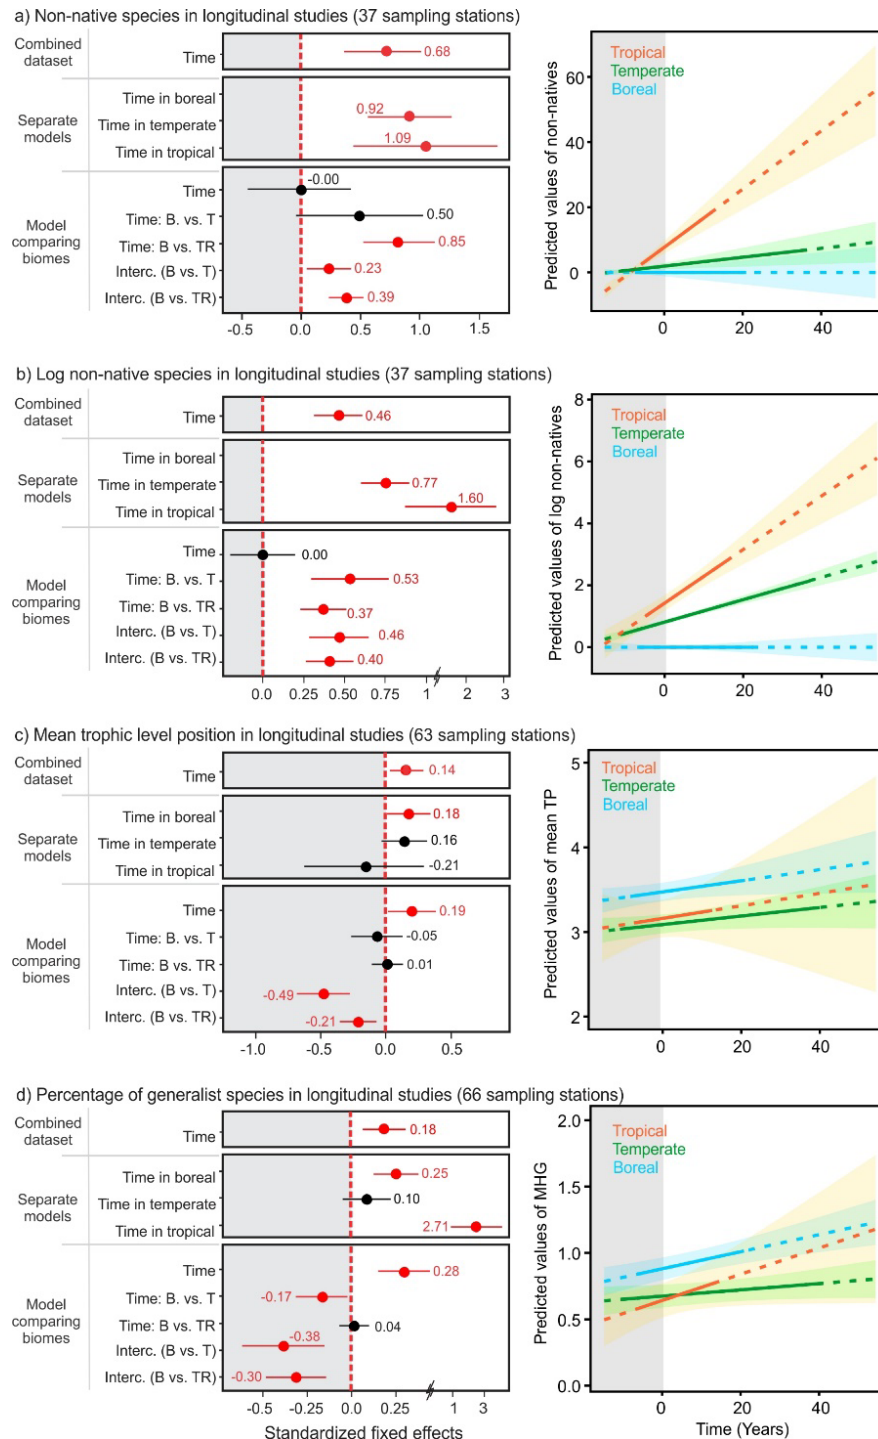 a) Non-native species in longitudinal studies (37 sampling stations)
Combined dataset
Time
0.68
Separate models
Time in boreal
Time in temperate
0.92
Time in tropical
1.09
Model comparing biomes
Time
-0.00
Time: B. vs. T
0.50
Time: B vs. TR)
0.85
Interc. (B vs T)
0.23
Interc. (B vs TR)
0.39
-0.5 0.0 0.5 1.0 1.5
Predicted values of non-natives
Tropical
Temperate
Boreal
60
40
20
0
0 20 40
b) Log non-native species in longitudinal studies (37 sampling stations)
Combined dataset
Time
0.46
Separate models
Time in boreal
Time in temperate
0.77
Time in tropical
1.60
Model comparing biomes
Time
0.00
Time: B. vs. T
0.53
Time: B vs. TR
0.37
Interc. (B vs T)
0.46
Interc. (B vs. TR)
0.40
0.0 0.50 0.75 1 2 3
Predicted values of log non-natives
Tropical
Temperate
Boreal
8
6
4
2
0
0 20 40
c) Mean trophic level position in longitudinal studies (63 sampling stations)
Combined dataset
Time
0.14
Separate models
Time in boreal
0.18
Time in temperate
0.16
Time in tropical
-0.21
Model comparing biomes
Time
0.19
Time: B. vs. T
-0.05
Time: B vs. TR
0.01
Interc. (B vs. T)
-0.49
Interc. (B vs. TR)
-0.21
-1.0 -0.5 0.0 0.5
Predicted values of mean TP
Tropical
Temperate
Boreal
5
4
3
2
0 20 40
d) Percentage of generalist species in longitudinal studies (66 sampling stations)
Combined dataset
Time
0.18
Separate models
Time in boreal
0.25
Time in temperate
0.10
Time in tropical
2.71
Model comparing biomes
Time
0.28
Time: B. vs. T
-0.17
Time: B vs. TR
0.04
Interc. (B vs. T)
-0.38
Interc. (B vs. TR)
-0.30
-0.5 -0.25 0.0 0.25 1 3
Standardized fixed effects
Predicted values of MHG
Tropical
Temperate
Boreal
2.0
1.5
1.0
0.5
0.0
0 20 40
Time (Years)